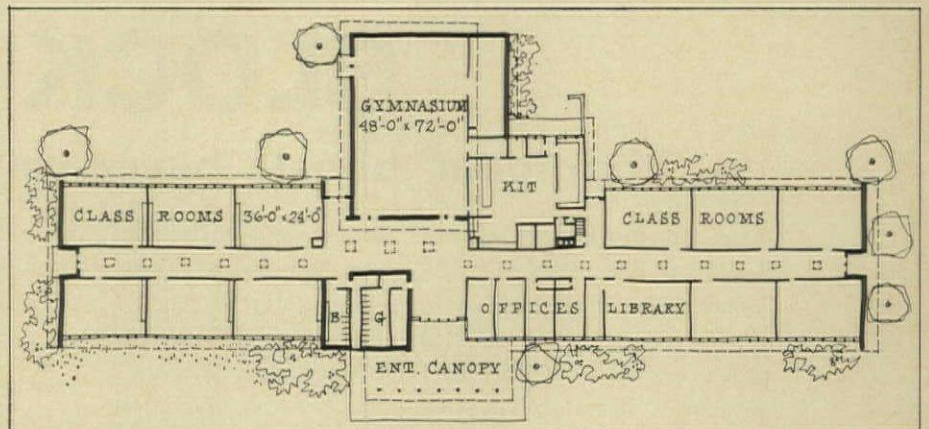 GYMNASIUM
48'-0" x 72'-0"
KIT
CLASS ROOMS 36'-0" x 24'-0
CLASS ROOMS
B
G
OFFICES
LIBRARY
ENT. CANOPY